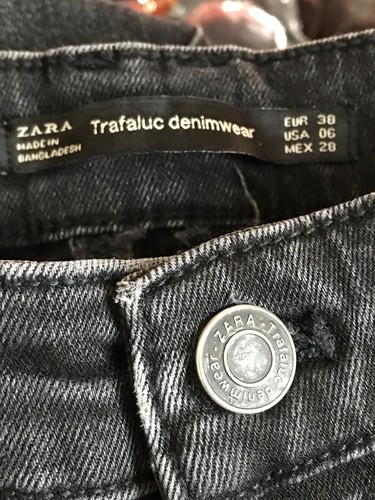 ZARA
MADE IN
BANGLADESH
Trafaluc denimwear
EUR 38
USA 06
MEX 28
ZARA - Trafaluc denimwear